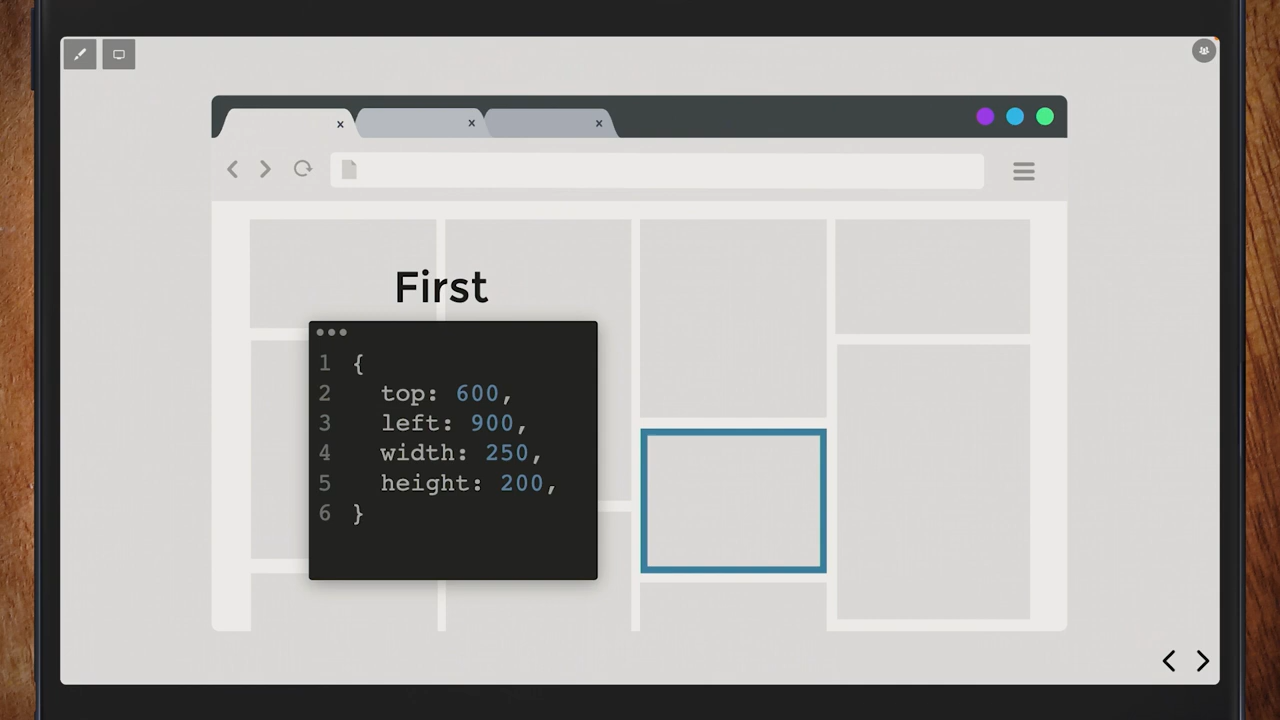 First
1 {
2 top: 600,
3 left: 900,
4 width: 250,
5 height: 200,
6 }